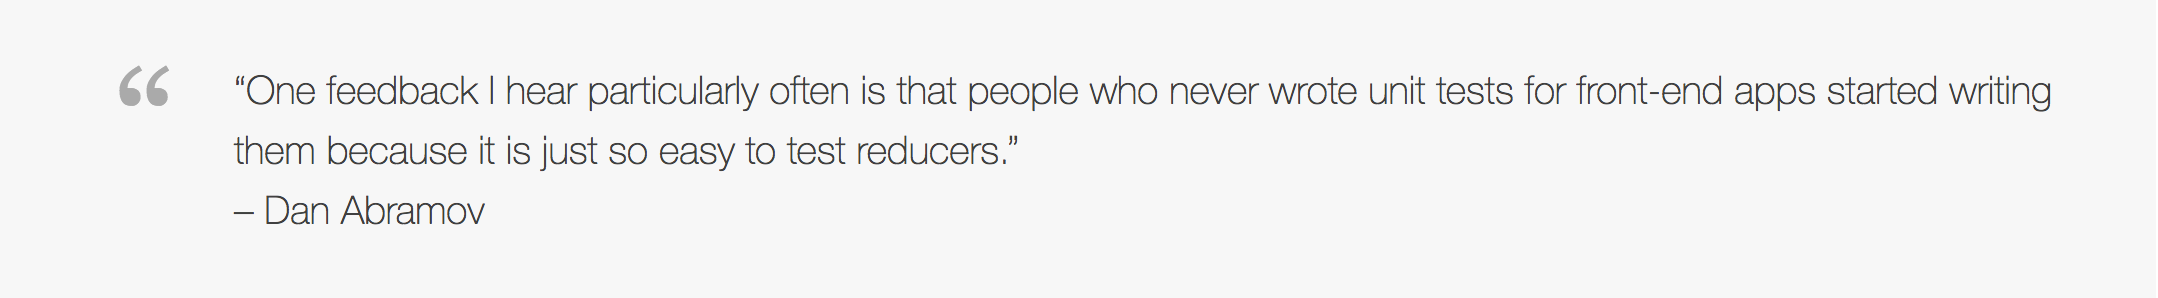 “One feedback I hear particularly often is that people who never wrote unit tests for front-end apps started writing
them because it is just so easy to test reducers.”
– Dan Abramov